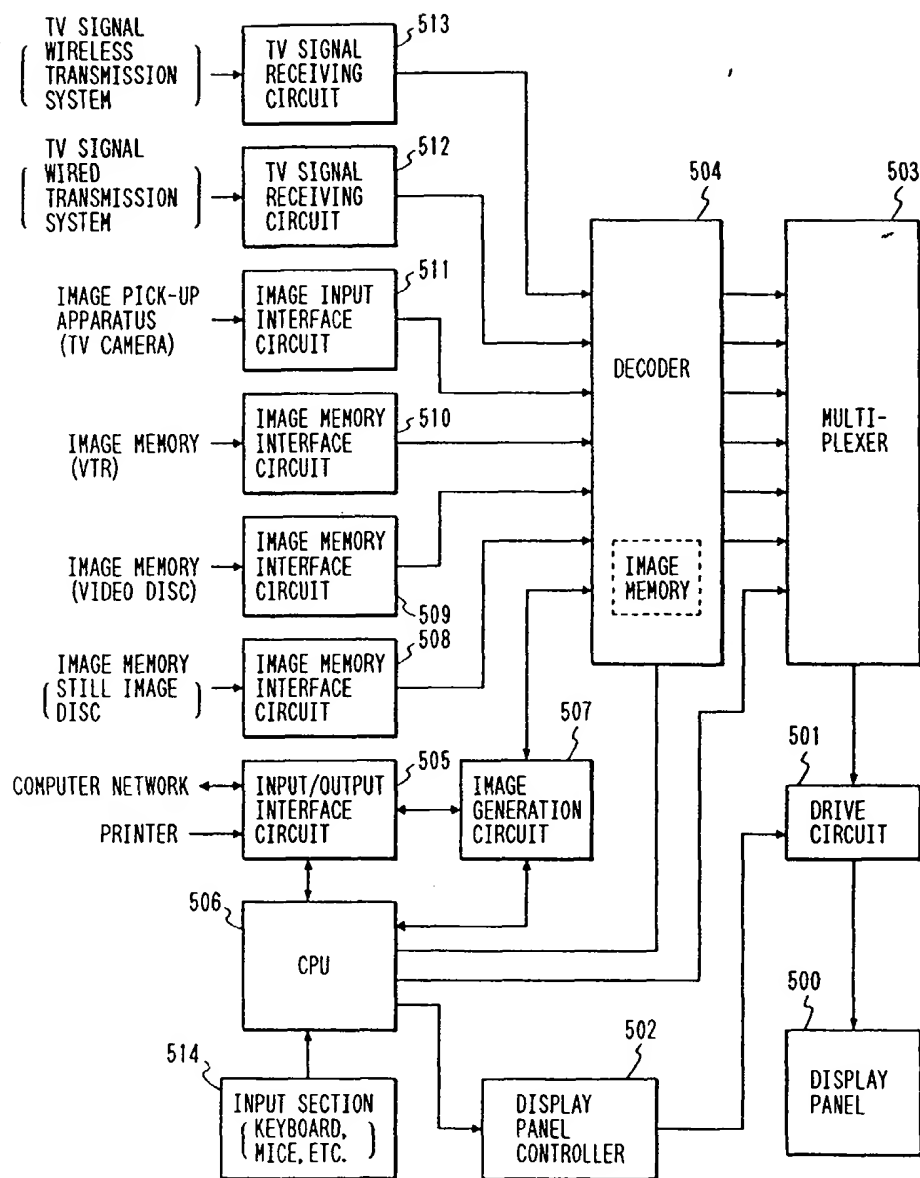 TV SIGNAL
WIRELESS
TRANSMISSION
SYSTEM
513
TV SIGNAL
RECEIVING
CIRCUIT
TV SIGNAL
WIRED
TRANSMISSION
SYSTEM
512
TV SIGNAL
RECEIVING
CIRCUIT
504
503
IMAGE PICK-UP
APPARATUS
(TV CAMERA)
511
IMAGE INPUT
INTERFACE
CIRCUIT
DECODER
MULTI-
PLEXER
IMAGE MEMORY
(VTR)
510
IMAGE MEMORY
INTERFACE
CIRCUIT
IMAGE MEMORY
(VIDEO DISC)
IMAGE MEMORY
INTERFACE
CIRCUIT
509
IMAGE
MEMORY
IMAGE MEMORY
STILL IMAGE
DISC
508
IMAGE MEMORY
INTERFACE
CIRCUIT
507
501
COMPUTER NETWORK
PRINTER
505
INPUT/OUTPUT
INTERFACE
CIRCUIT
IMAGE
GENERATION
CIRCUIT
DRIVE
CIRCUIT
506
CPU
500
514
502
INPUT SECTION
(KEYBOARD,
MICE, ETC.)
DISPLAY
PANEL
CONTROLLER
DISPLAY
PANEL